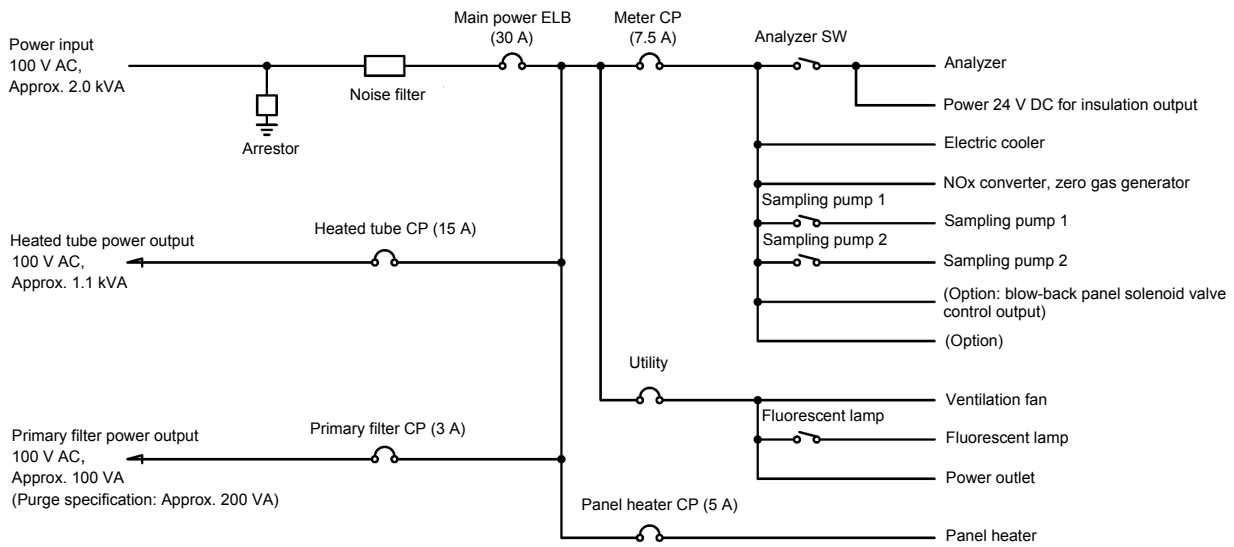 Power input
100 V AC,
Approx. 2.0 kVA
Arrestor
Noise filter
Main power ELB
(30 A)
Meter CP
(7.5 A)
Analyzer SW
Analyzer
Power 24 V DC for insulation output
Electric cooler
NOx converter, zero gas generator
Sampling pump 1
Sampling pump 1
Sampling pump 2
Sampling pump 2
(Option: blow-back panel solenoid valve
control output)
(Option)
Heated tube power output
100 V AC,
Approx. 1.1 kVA
Heated tube CP (15 A)
Utility
Ventilation fan
Fluorescent lamp
Fluorescent lamp
Power outlet
Primary filter power output
100 V AC,
Approx. 100 VA
(Purge specification: Approx. 200 VA)
Primary filter CP (3 A)
Panel heater CP (5 A)
Panel heater